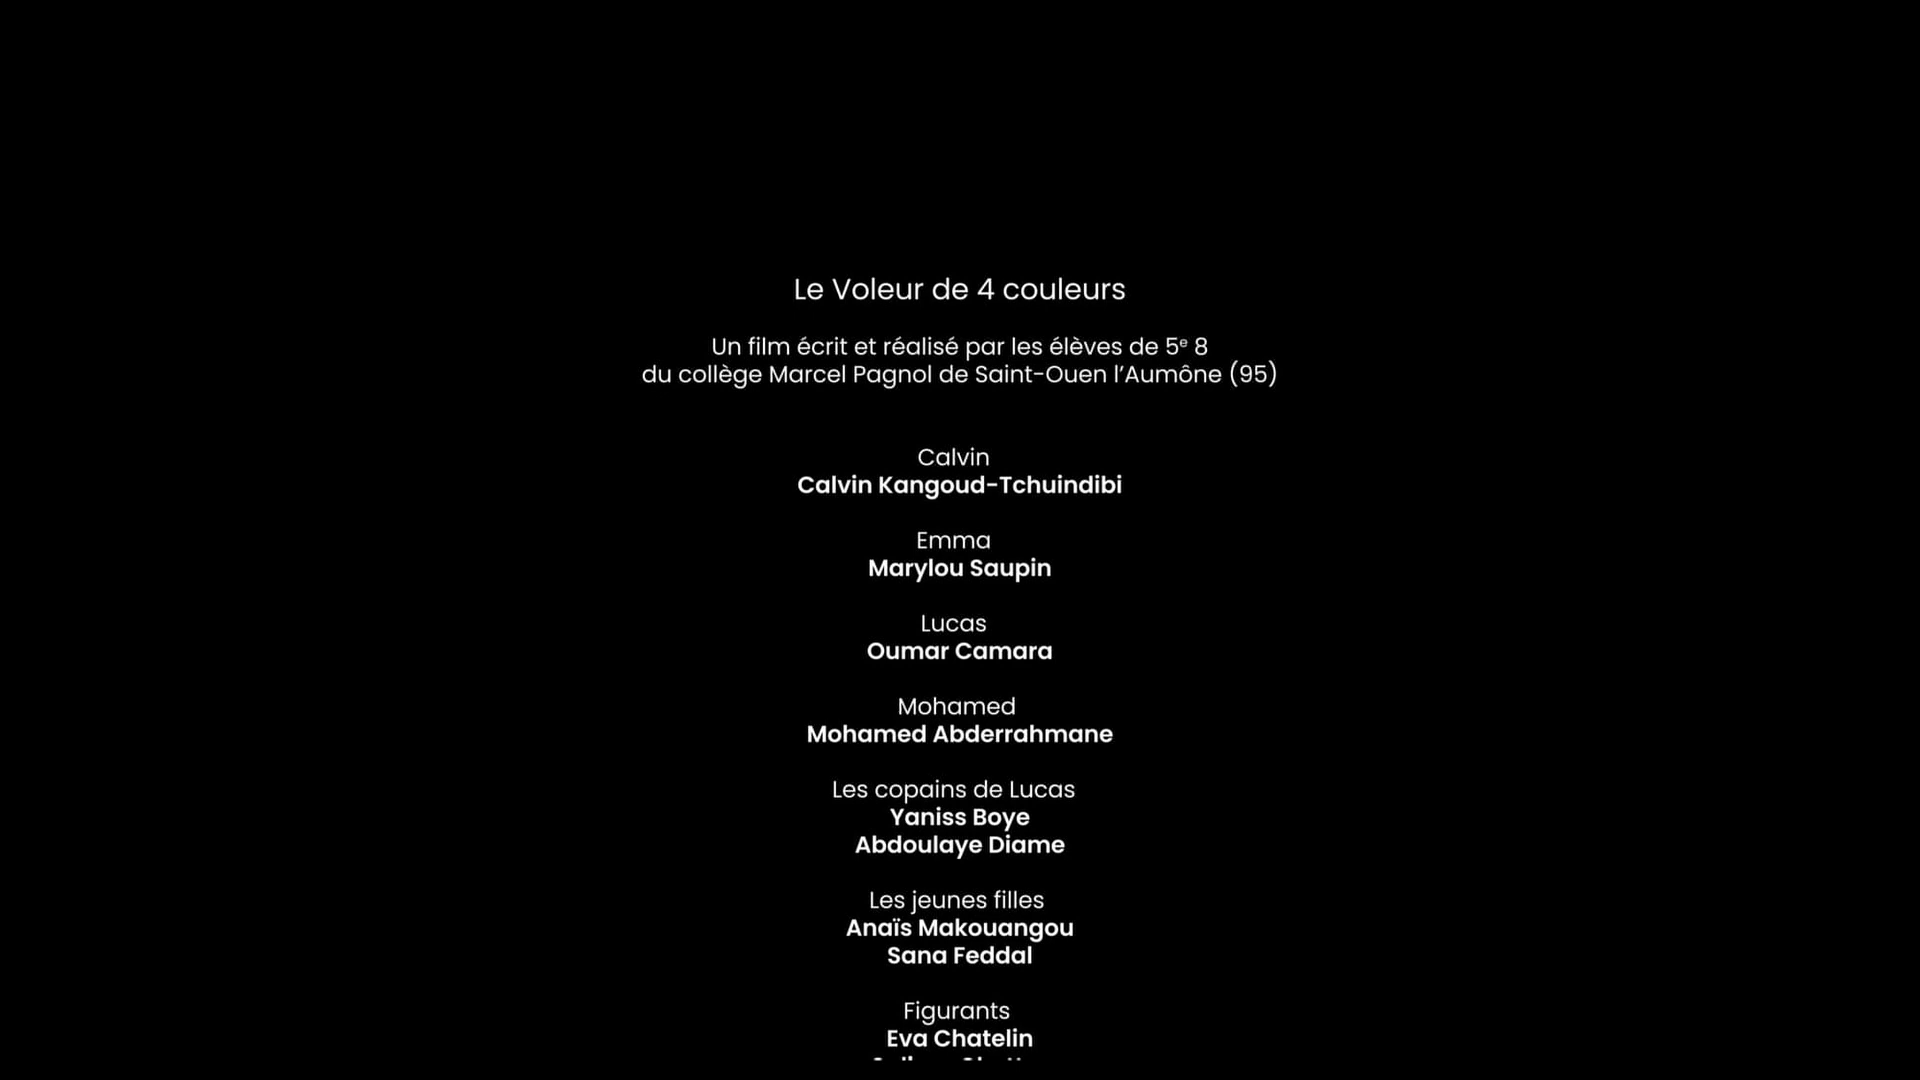 Le Voleur de 4 couleurs
Un film écrit et réalisé par les élèves de 5ᵉ 8
du collège Marcel Pagnol de Saint-Ouen l’Aumône (95)
Calvin
Calvin Kangoud-Tchuindibi
Emma
Marylou Saupin
Lucas
Oumar Camara
Mohamed
Mohamed Abderrahmane
Les copains de Lucas
Yaniss Boye
Abdoulaye Diame
Les jeunes filles
Anaïs Makouangou
Sana Feddal
Figurants
Eva Chatelin